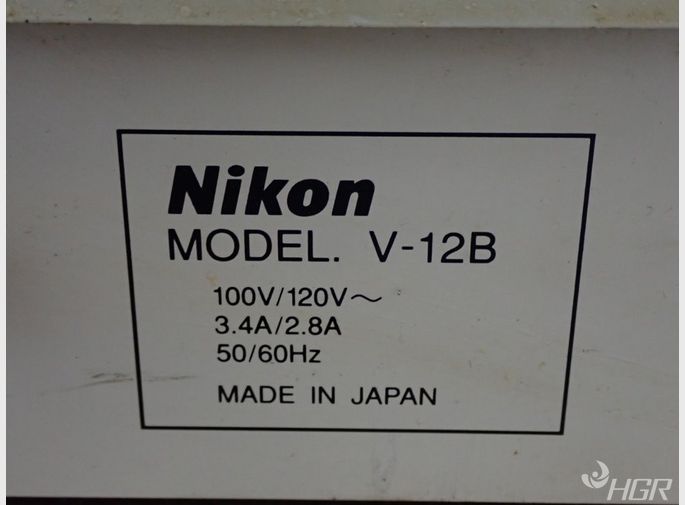 Nikon
MODEL. V-12B
100V/120V～
3.4A/2.8A
50/60Hz
MADE IN JAPAN
HGR